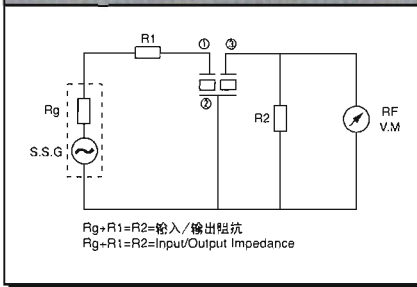 R1
① ③
Rg
②
R2
RF
V.M
S.S.G
Rg+R1=R2=输入/输出阻抗
Rg+R1=R2=Input/Output Impedance